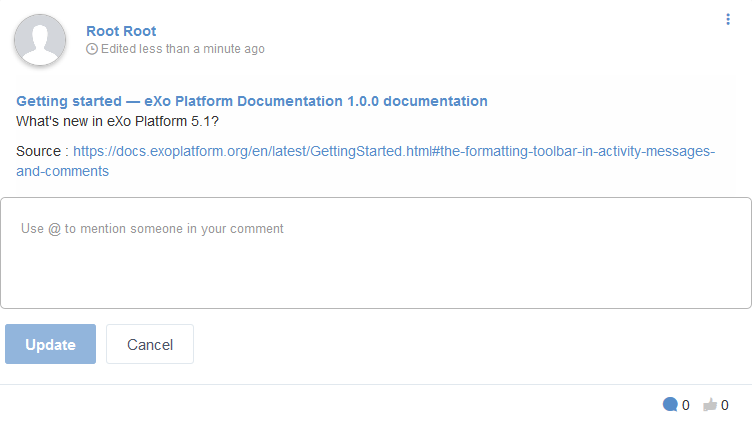 Root Root
Edited less than a minute ago
Getting started — eXo Platform Documentation 1.0.0 documentation
What's new in eXo Platform 5.1?
Source : https://docs.exoplatform.org/en/latest/GettingStarted.html#the-formatting-toolbar-in-activity-messages-
and-comments
Use @ to mention someone in your comment
Update Cancel
0 0